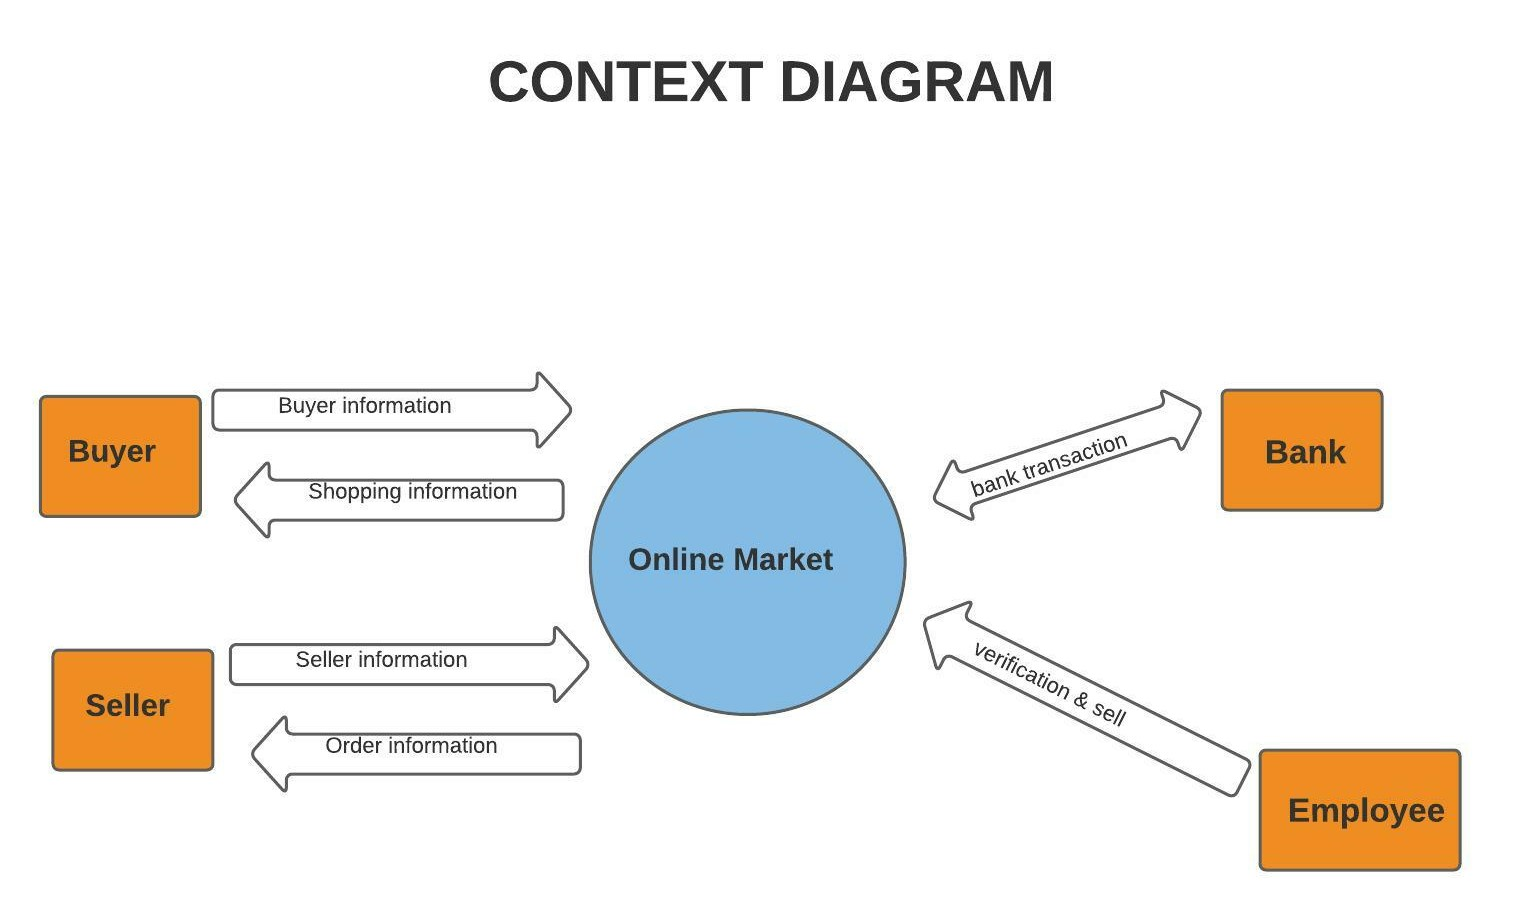 CONTEXT DIAGRAM
Buyer
Buyer information
Shopping information
Online Market
bank transaction
Bank
Seller
Seller information
Order information
verification & sell
Employee